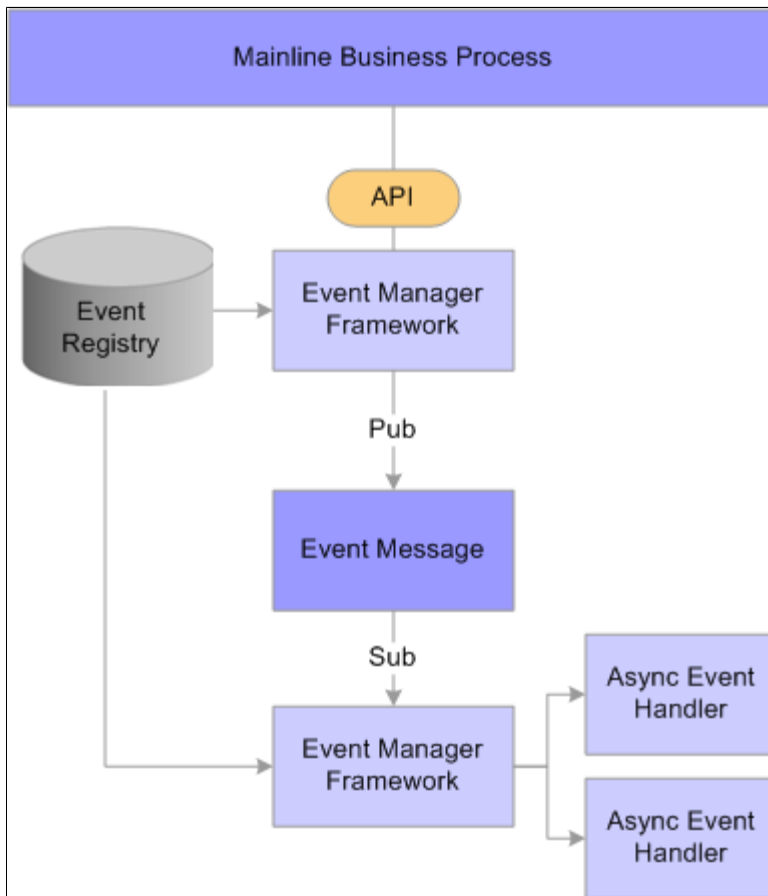 Mainline Business Process
API
Event
Registry
Event Manager
Framework
Pub
Event Message
Sub
Event Manager
Framework
Async Event
Handler
Async Event
Handler